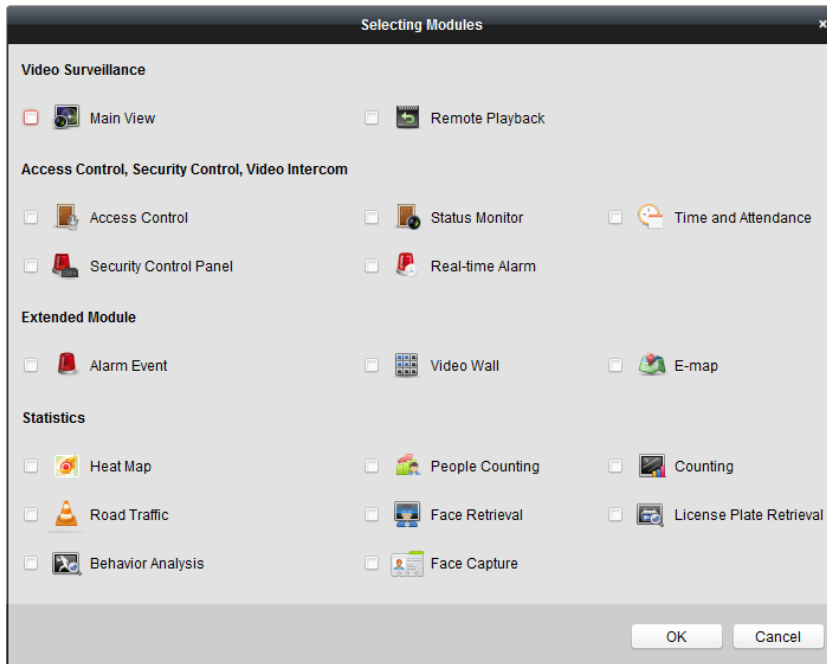 Selecting Modules
Video Surveillance
Main View Remote Playback
Access Control, Security Control, Video Intercom
Access Control Status Monitor Time and Attendance
Security Control Panel Real-time Alarm
Extended Module
Alarm Event Video Wall E-map
Statistics
Heat Map People Counting Counting
Road Traffic Face Retrieval License Plate Retrieval
Behavior Analysis Face Capture
OK Cancel